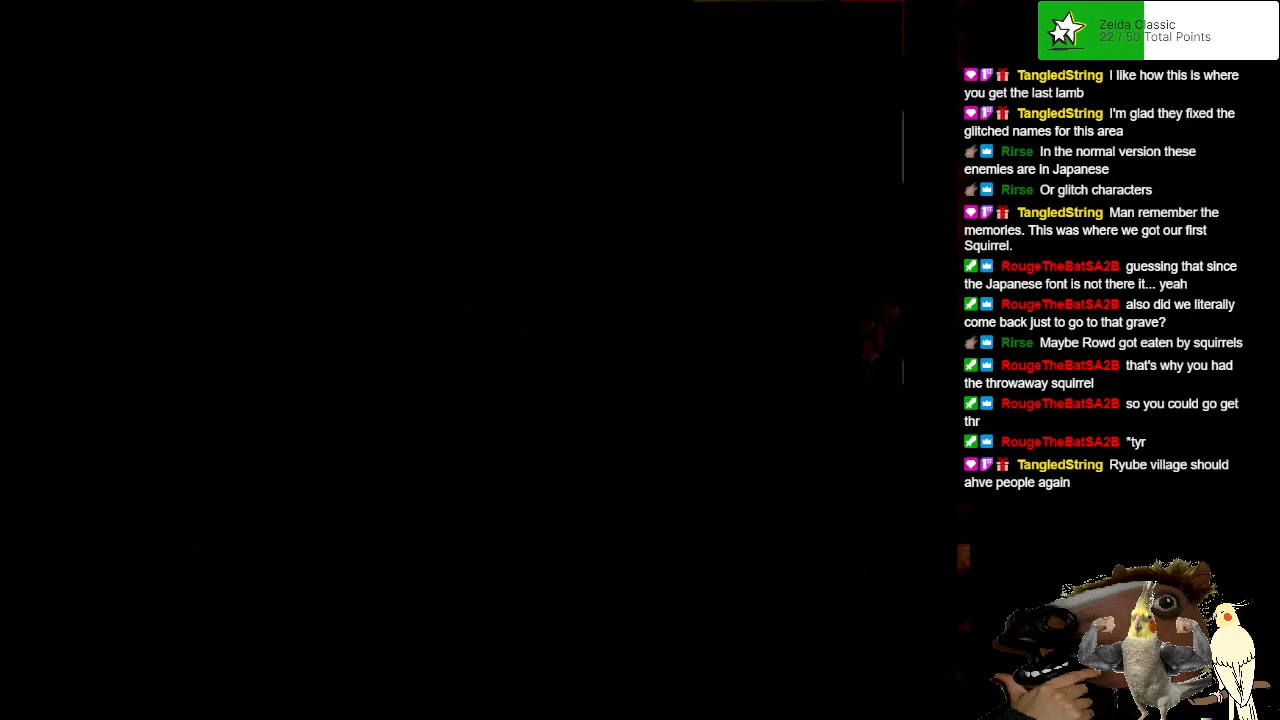 Zelda Classic
22 / 50 Total Points
TangledString I like how this is where
you get the last lamb
TangledString I'm glad they fixed the
glitched names for this area
Rirse In the normal version these
enemies are in Japanese
Rirse Or glitch characters
TangledString Man remember the
memories. This was where we got our first
Squirrel.
RougeTheBatSA2B guessing that since
the Japanese font is not there it... yeah
RougeTheBatSA2B also did we literally
come back just to go to that grave?
Rirse Maybe Rowd got eaten by squirrels
RougeTheBatSA2B that's why you had
the throwaway squirrel
RougeTheBatSA2B so you could go get
thr
RougeTheBatSA2B *tyr
TangledString Ryube village should
ahve people again